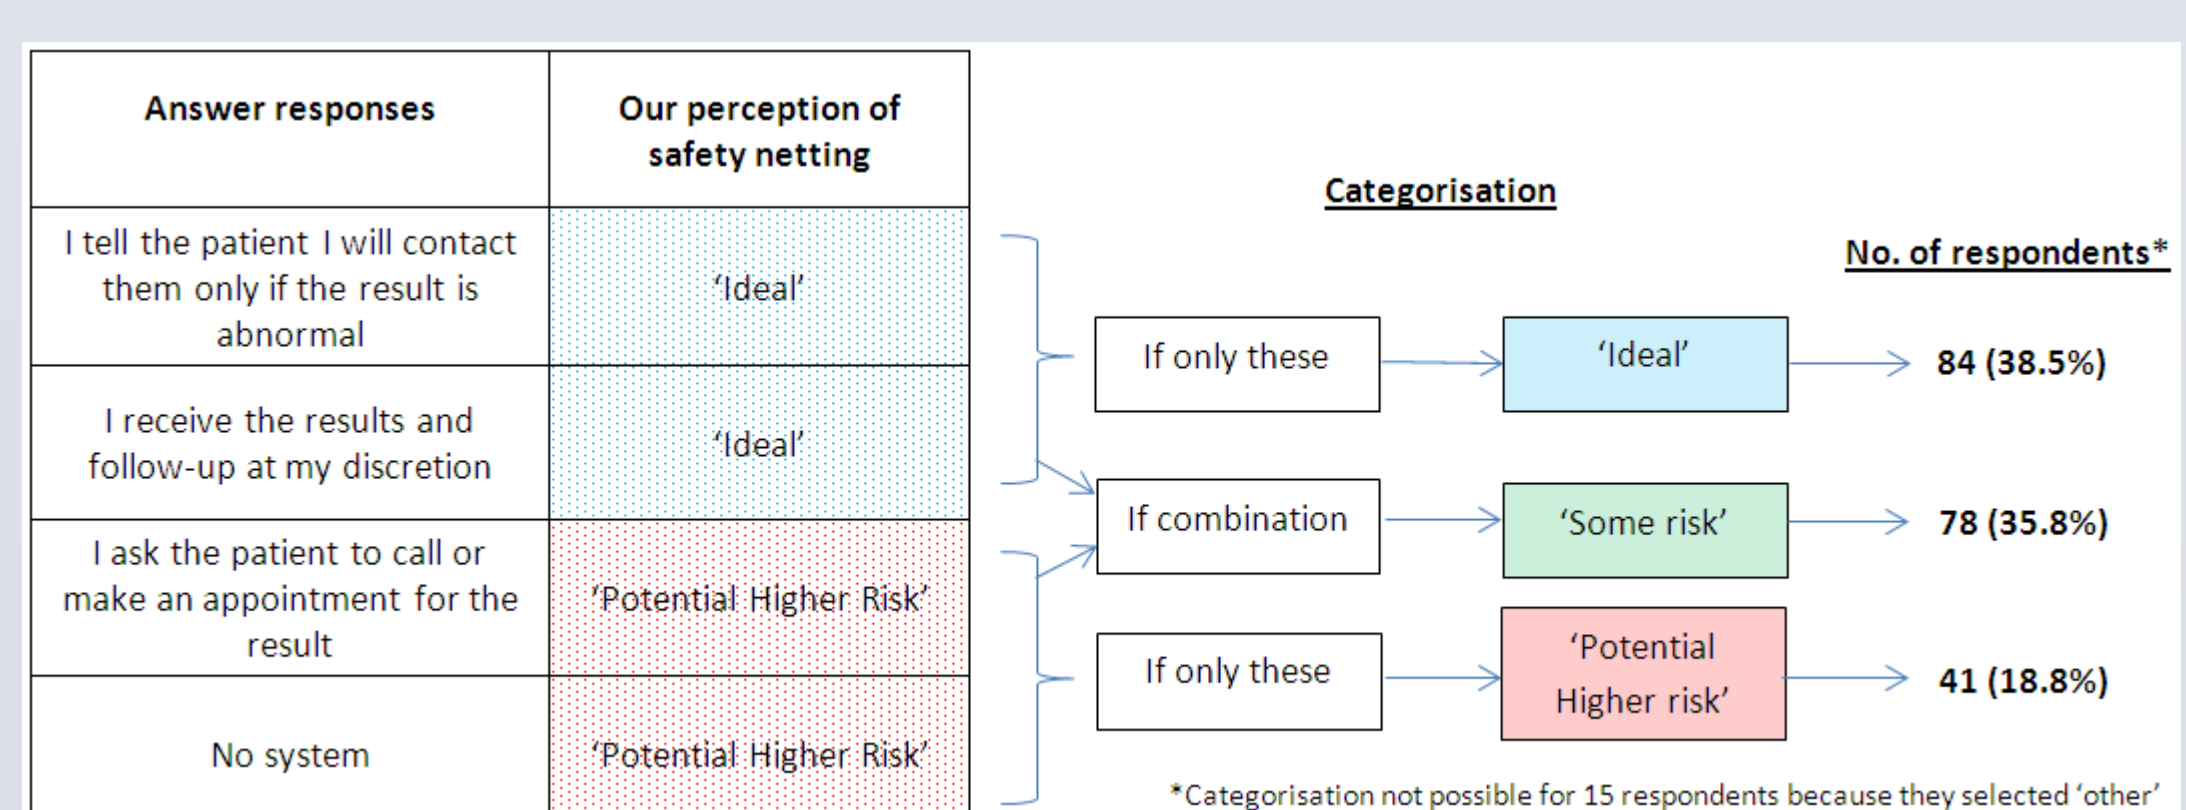 Answer responses
Our perception of
safety netting
I tell the patient I will contact
them only if the result is
abnormal
‘Ideal’
I receive the results and
follow-up at my discretion
‘Ideal’
I ask the patient to call or
make an appointment for the
result
‘Potential Higher Risk’
No system
‘Potential Higher Risk’
Categorisation
No. of respondents*
If only these
‘Ideal’
84 (38.5%)
If combination
‘Some risk’
78 (35.8%)
If only these
‘Potential
Higher risk’
41 (18.8%)
*Categorisation not possible for 15 respondents because they selected ‘other’